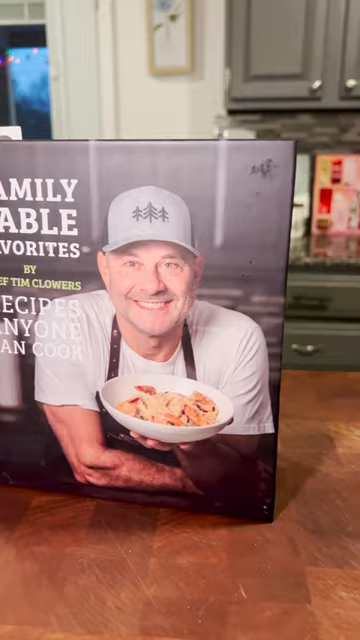 AMILY
ABLE
AVORITES
BY
EF TIM CLOWERS
ECIPES
ANYONE
AN COOK